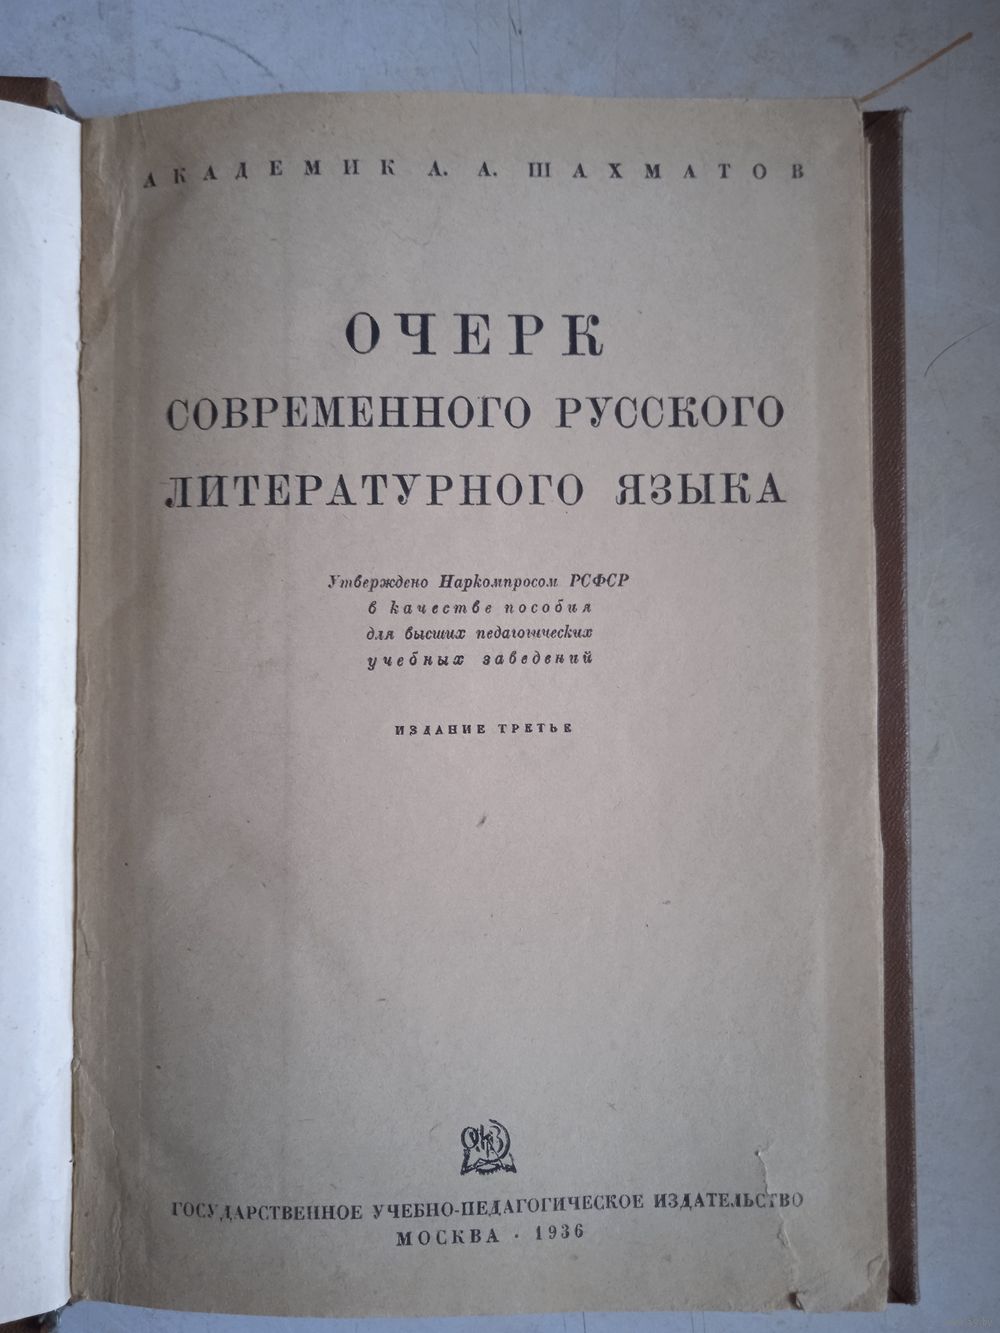 АКАДЕМИК А. А. ШАХМАТОВ
ОЧЕРК
СОВРЕМЕННОГО РУССКОГО
ЛИТЕРАТУРНОГО ЯЗЫКА
Утверждено Наркомпросом РСФСР
в качестве пособия
для высших педагогических
учебных заведений
ИЗДАНИЕ ТРЕТЬЕ
ГОСУДАРСТВЕННОЕ УЧЕБНО-ПЕДАГОГИЧЕСКОЕ ИЗДАТЕЛЬСТВО
МОСКВА · 1936